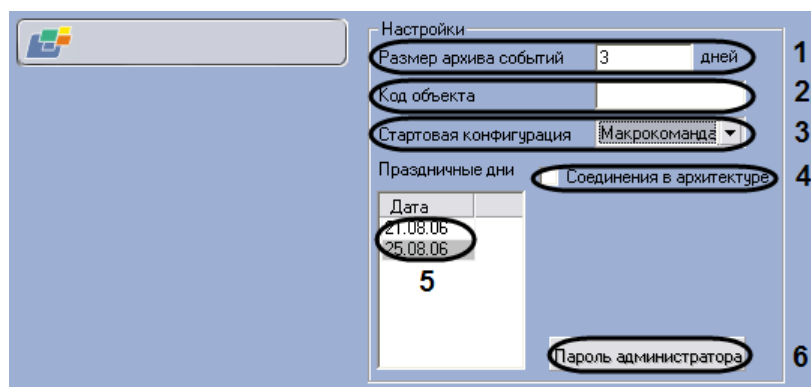 Настройки
Размер архива событий 3 дней 1
Код объекта 2
Стартовая конфигурация Макрокоманда 3
Праздничные дни Соединения в архитектуре 4
Дата
21.08.06
25.08.06
5
Пароль администратора 6